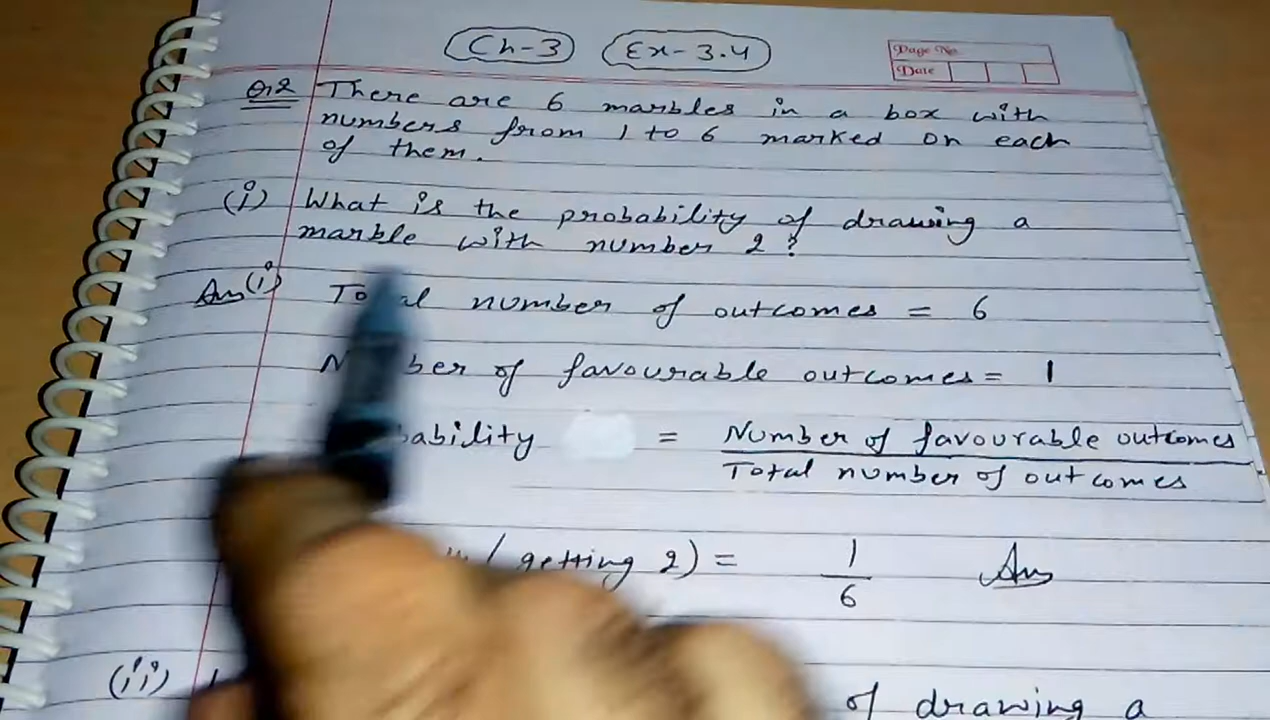 Ch-3 Ex-3.4
Page No.
Date
Q.2 There are 6 marbles in a box with
numbers from 1 to 6 marked on each
of them.
(i) What is the probability of drawing a
marble with number 2?
Ans(i) Total number of outcomes = 6
of favourable outcomes = 1
= Number of favourable outcomes
Total number of outcomes
(getting 2) = 1/6 Ans
(ii) of drawing a